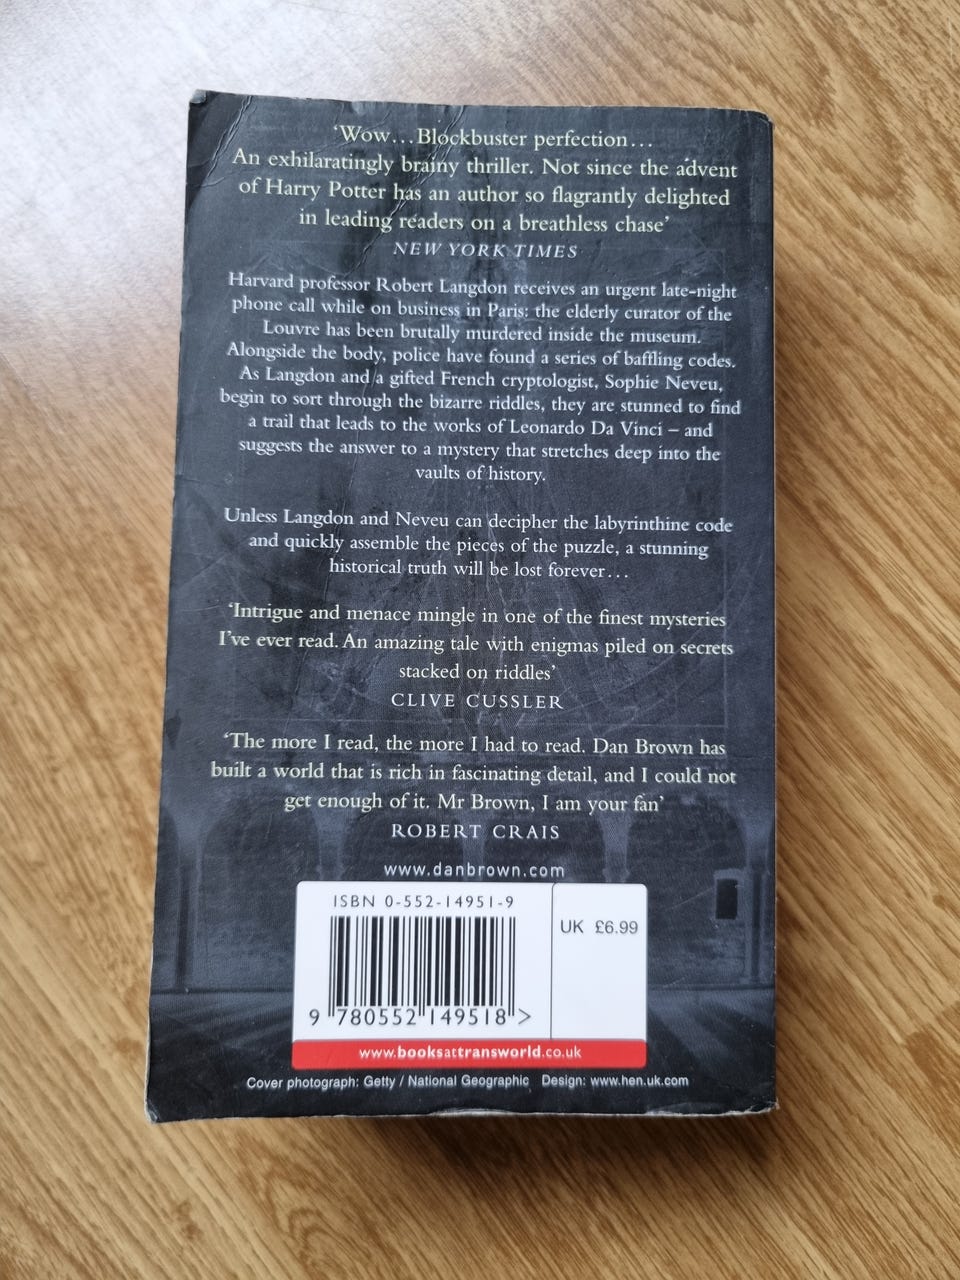 ‘Wow...Blockbuster perfection...
An exhilaratingly brainy thriller. Not since the advent
of Harry Potter has an author so flagrantly delighted
in leading readers on a breathless chase’
NEW YORK TIMES
Harvard professor Robert Langdon receives an urgent late-night
phone call while on business in Paris: the elderly curator of the
Louvre has been brutally murdered inside the museum.
Alongside the body, police have found a series of baffling codes.
As Langdon and a gifted French cryptologist, Sophie Neveu,
begin to sort through the bizarre riddles, they are stunned to find
a trail that leads to the works of Leonardo Da Vinci – and
suggests the answer to a mystery that stretches deep into the
vaults of history.
Unless Langdon and Neveu can decipher the labyrinthine code
and quickly assemble the pieces of the puzzle, a stunning
historical truth will be lost forever...
‘Intrigue and menace mingle in one of the finest mysteries
I’ve ever read. An amazing tale with enigmas piled on secrets
stacked on riddles’
CLIVE CUSSLER
‘The more I read, the more I had to read. Dan Brown has
built a world that is rich in fascinating detail, and I could not
get enough of it. Mr Brown, I am your fan’
ROBERT CRAIS
www.danbrown.com
ISBN 0-552-14951-9
UK £6.99
9 780552 149518 >
www.booksattransworld.co.uk
Cover photograph: Getty / National Geographic Design: www.hen.uk.com